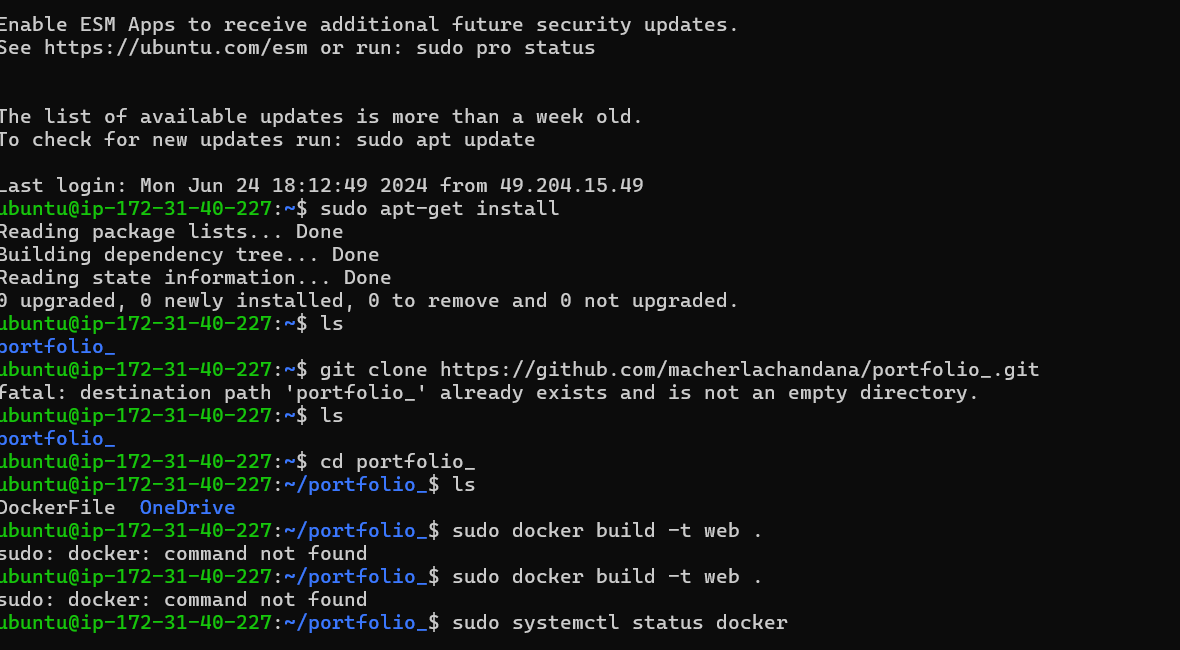 Enable ESM Apps to receive additional future security updates.
See https://ubuntu.com/esm or run: sudo pro status
The list of available updates is more than a week old.
To check for new updates run: sudo apt update
Last login: Mon Jun 24 18:12:49 2024 from 49.204.15.49
ubuntu@ip-172-31-40-227:~$ sudo apt-get install
Reading package lists... Done
Building dependency tree... Done
Reading state information... Done
0 upgraded, 0 newly installed, 0 to remove and 0 not upgraded.
ubuntu@ip-172-31-40-227:~$ ls
portfolio_
ubuntu@ip-172-31-40-227:~$ git clone https://github.com/macherlachandana/portfolio_.git
fatal: destination path 'portfolio_' already exists and is not an empty directory.
ubuntu@ip-172-31-40-227:~$ ls
portfolio_
ubuntu@ip-172-31-40-227:~$ cd portfolio_
ubuntu@ip-172-31-40-227:~/portfolio_$ ls
DockerFile  OneDrive
ubuntu@ip-172-31-40-227:~/portfolio_$ sudo docker build -t web .
sudo: docker: command not found
ubuntu@ip-172-31-40-227:~/portfolio_$ sudo docker build -t web .
sudo: docker: command not found
ubuntu@ip-172-31-40-227:~/portfolio_$ sudo systemctl status docker